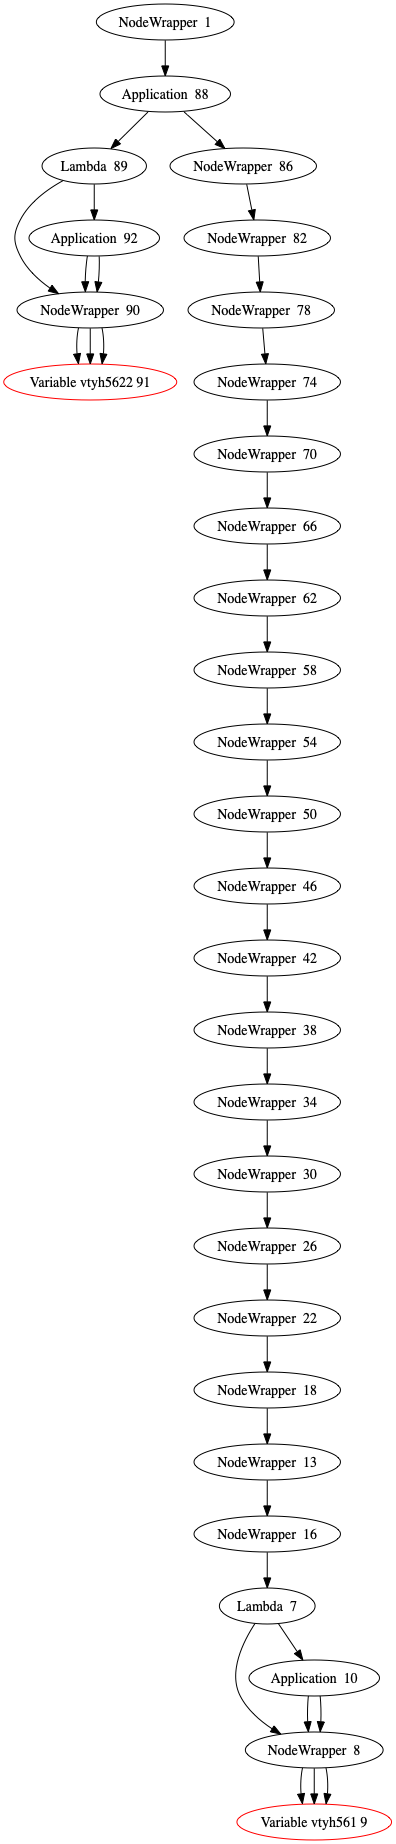 NodeWrapper 1
Application 88
Lambda 89
NodeWrapper 86
Application 92
NodeWrapper 82
NodeWrapper 90
NodeWrapper 78
Variable vtyh5622 91
NodeWrapper 74
NodeWrapper 70
NodeWrapper 66
NodeWrapper 62
NodeWrapper 58
NodeWrapper 54
NodeWrapper 50
NodeWrapper 46
NodeWrapper 42
NodeWrapper 38
NodeWrapper 34
NodeWrapper 30
NodeWrapper 26
NodeWrapper 22
NodeWrapper 18
NodeWrapper 13
NodeWrapper 16
Lambda 7
Application 10
NodeWrapper 8
Variable vtyh561 9